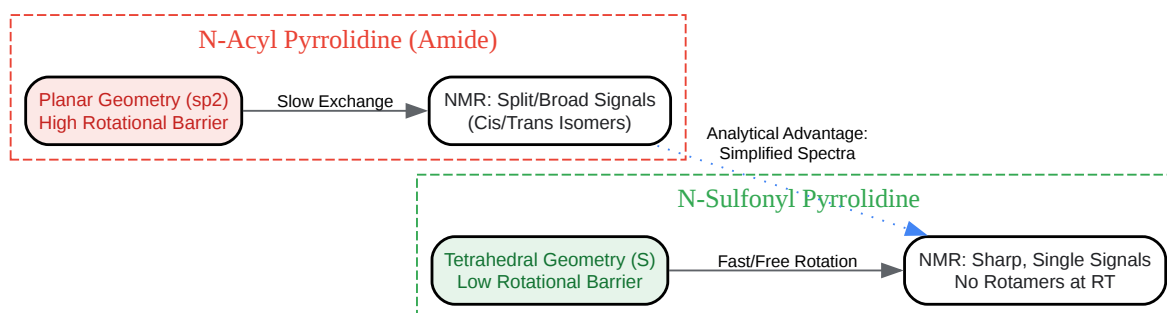 N-Acyl Pyrrolidine (Amide)
Planar Geometry (sp2)
High Rotational Barrier
Slow Exchange
NMR: Split/Broad Signals
(Cis/Trans Isomers)
Analytical Advantage:
Simplified Spectra
N-Sulfonyl Pyrrolidine
Tetrahedral Geometry (S)
Low Rotational Barrier
Fast/Free Rotation
NMR: Sharp, Single Signals
No Rotamers at RT